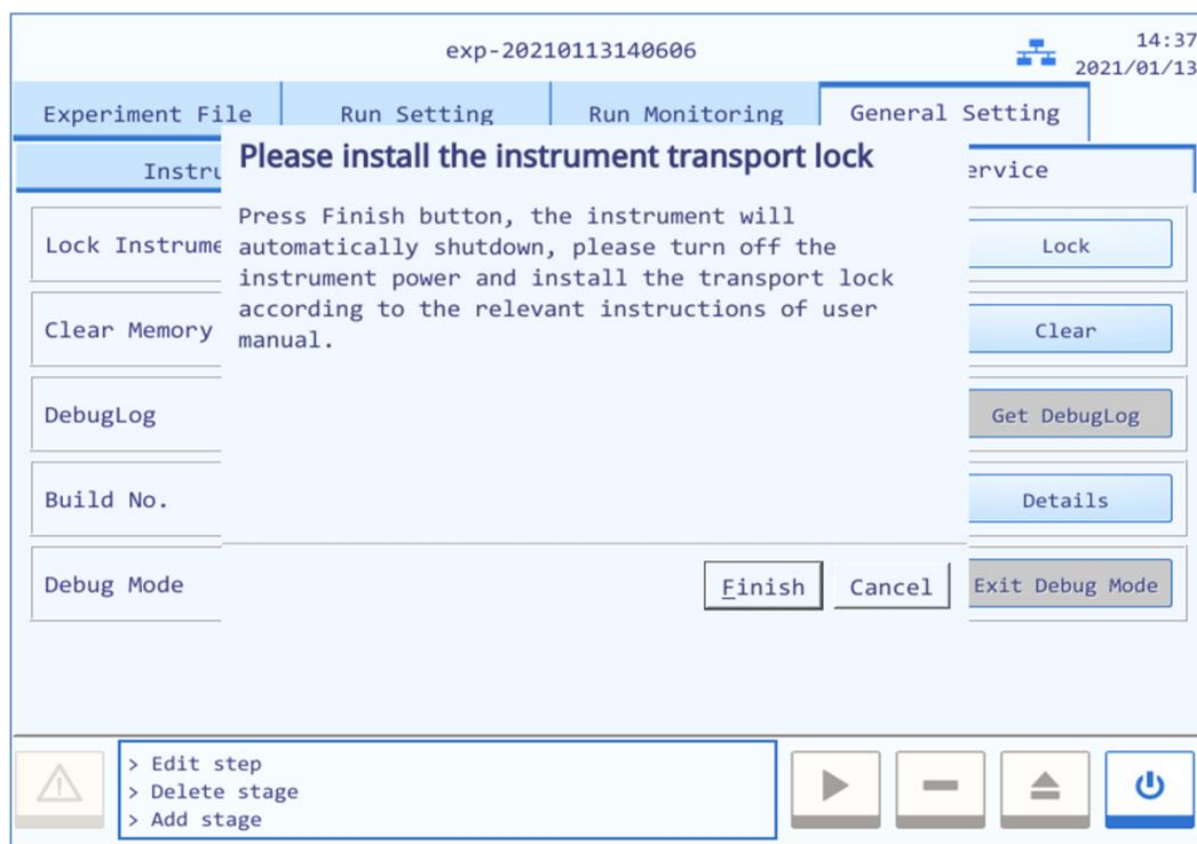 exp-20210113140606
14:37
2021/01/13
Experiment File
Run Setting
Run Monitoring
General Setting
Instru
ervice
Please install the instrument transport lock
Press Finish button, the instrument will
automatically shutdown, please turn off the
instrument power and install the transport lock
according to the relevant instructions of user
manual.
Lock Instrume
Lock
Clear Memory
Clear
DebugLog
Get DebugLog
Build No.
Details
Debug Mode
Finish
Cancel
Exit Debug Mode
> Edit step
> Delete stage
> Add stage